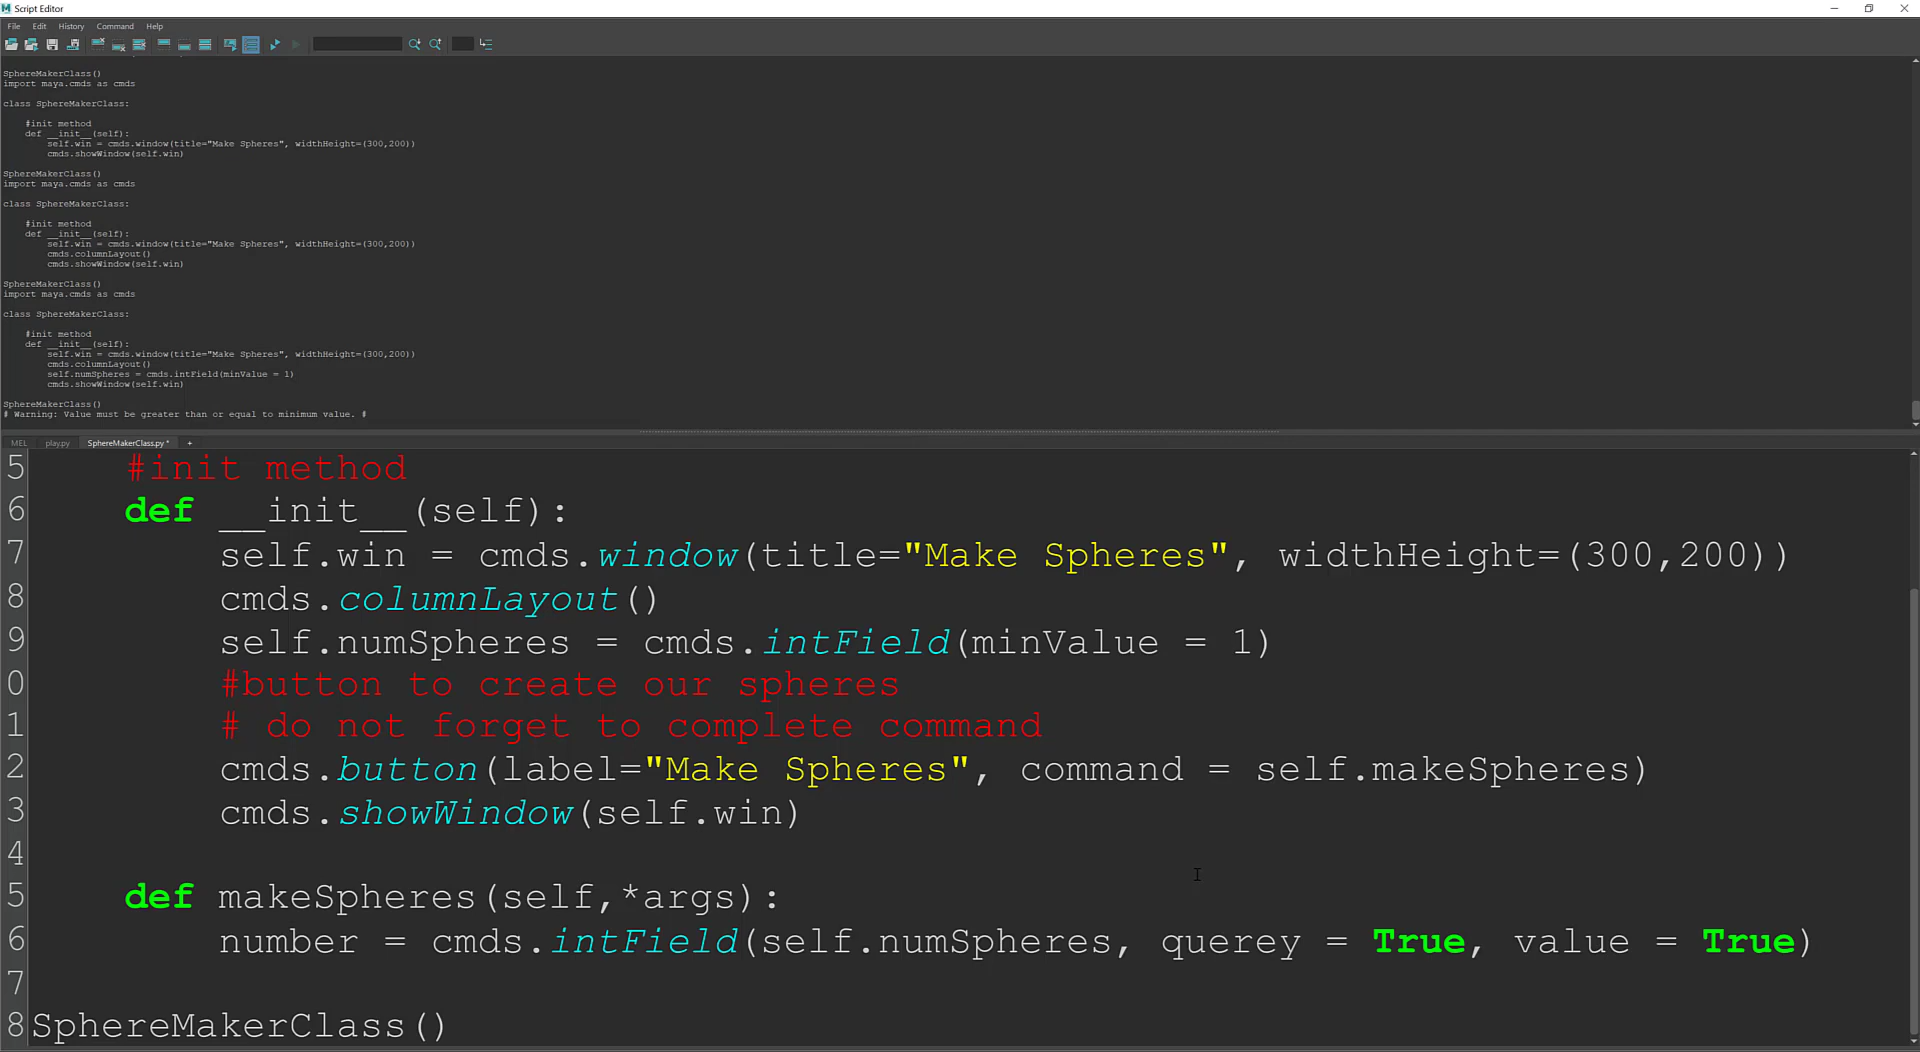 Script Editor
File Edit History Command Help
SphereMakerClass()
import maya.cmds as cmds
class SphereMakerClass:
#init method
def __init__(self):
self.win = cmds.window(title="Make Spheres", widthHeight=(300,200))
cmds.showWindow(self.win)
SphereMakerClass()
import maya.cmds as cmds
class SphereMakerClass:
#init method
def __init__(self):
self.win = cmds.window(title="Make Spheres", widthHeight=(300,200))
cmds.columnLayout()
cmds.showWindow(self.win)
SphereMakerClass()
import maya.cmds as cmds
class SphereMakerClass:
#init method
def __init__(self):
self.win = cmds.window(title="Make Spheres", widthHeight=(300,200))
cmds.columnLayout()
self.numSpheres = cmds.intField(minValue = 1)
cmds.showWindow(self.win)
SphereMakerClass()
# Warning: Value must be greater than or equal to minimum value. #
MEL play.py SphereMakerClass.py * +
5 #init method
6 def __init__(self):
7 self.win = cmds.window(title="Make Spheres", widthHeight=(300,200))
8 cmds.columnLayout()
9 self.numSpheres = cmds.intField(minValue = 1)
0 #button to create our spheres
1 # do not forget to complete command
2 cmds.button(label="Make Spheres", command = self.makeSpheres)
3 cmds.showWindow(self.win)
4
5 def makeSpheres(self,*args):
6 number = cmds.intField(self.numSpheres, querey = True, value = True)
7
8 SphereMakerClass()